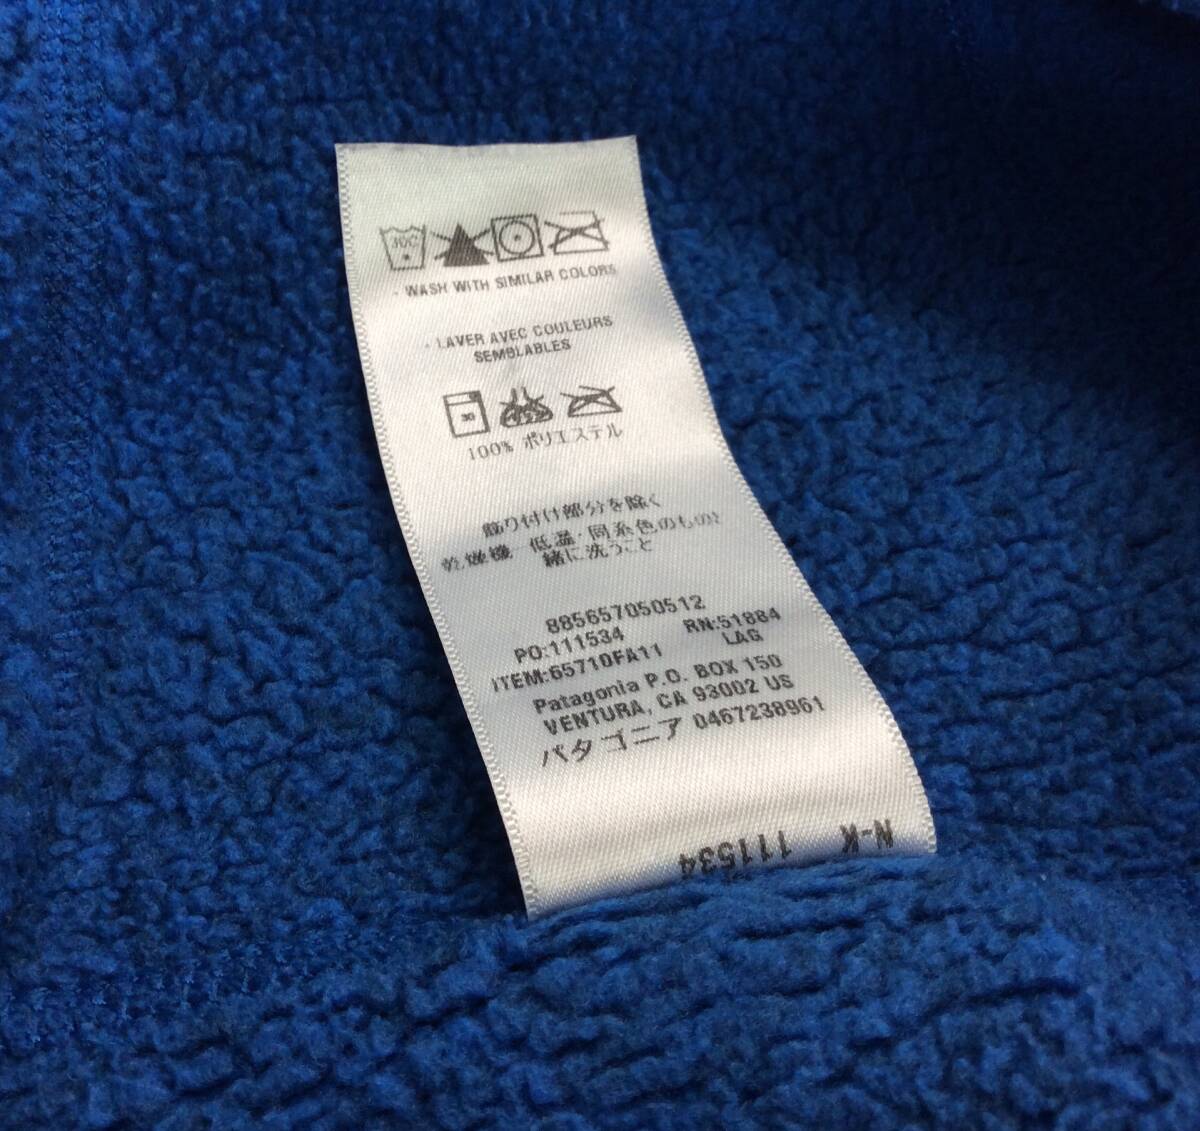 30C
· WASH WITH SIMILAR COLORS
· LAVER AVEC COULEURS
SEMBLABLES
30
100% ポリエステル
飾り付け部分を除く
乾燥機 低温・同系色のものと
緒に洗うこと
885657050512
PO:111534 RN:51884
ITEM:65710FA11 LAG
Patagonia P.O. BOX 150
VENTURA, CA 93002 US
パタゴニア 0467238961
N-K 111534